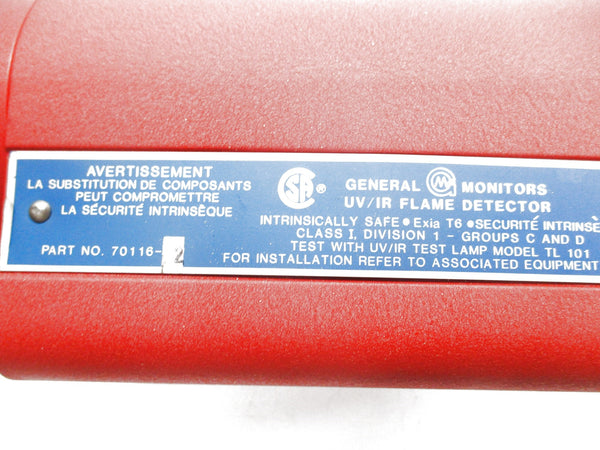 AVERTISSEMENT
LA SUBSTITUTION DE COMPOSANTS
PEUT COMPROMETTRE
LA SÉCURITÉ INTRINSÈQUE
PART NO. 70116-2
SA ®
GENERAL GM MONITORS
UV/IR FLAME DETECTOR
INTRINSICALLY SAFE ● Exia T6 ● SECURITÉ INTRINSÈ
CLASS I, DIVISION 1 - GROUPS C AND D
TEST WITH UV/IR TEST LAMP MODEL TL 101
FOR INSTALLATION REFER TO ASSOCIATED EQUIPMENT